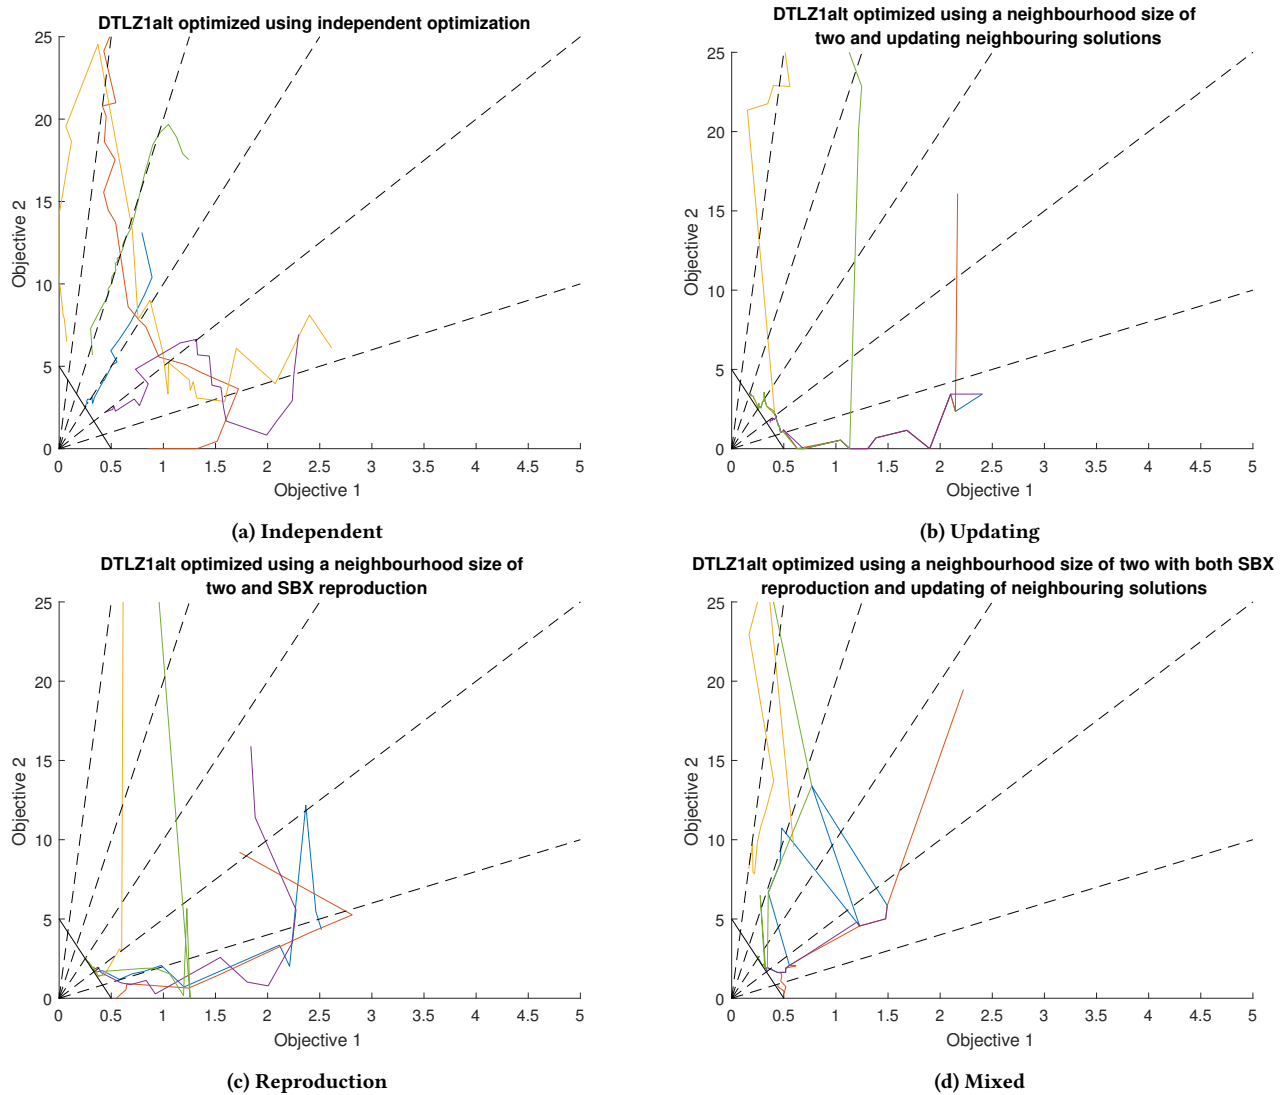 DTLZ1alt optimized using independent optimization
25
20
15
10
5
0
Objective 2
0 0.5 1 1.5 2 2.5 3 3.5 4 4.5 5
Objective 1
(a) Independent
DTLZ1alt optimized using a neighbourhood size of
two and updating neighbouring solutions
25
20
15
10
5
0
Objective 2
0 0.5 1 1.5 2 2.5 3 3.5 4 4.5 5
Objective 1
(b) Updating
DTLZ1alt optimized using a neighbourhood size of
two and SBX reproduction
25
20
15
10
5
0
Objective 2
0 0.5 1 1.5 2 2.5 3 3.5 4 4.5 5
Objective 1
(c) Reproduction
DTLZ1alt optimized using a neighbourhood size of two with both SBX
reproduction and updating of neighbouring solutions
25
20
15
10
5
0
Objective 2
0 0.5 1 1.5 2 2.5 3 3.5 4 4.5 5
Objective 1
(d) Mixed